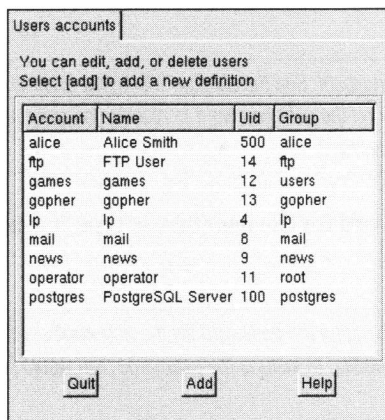 Users accounts
You can edit, add, or delete users
Select [add] to add a new definition
Account Name Uid Group
alice Alice Smith 500 alice
ftp FTP User 14 ftp
games games 12 users
gopher gopher 13 gopher
lp lp 4 lp
mail mail 8 mail
news news 9 news
operator operator 11 root
postgres PostgreSQL Server 100 postgres
Quit Add Help